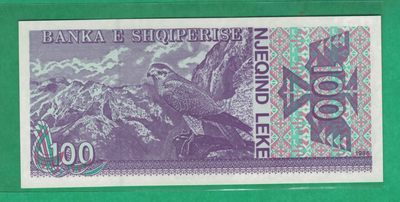 BANKA E SHQIPERISE
NJEQIND LEKE
100
100